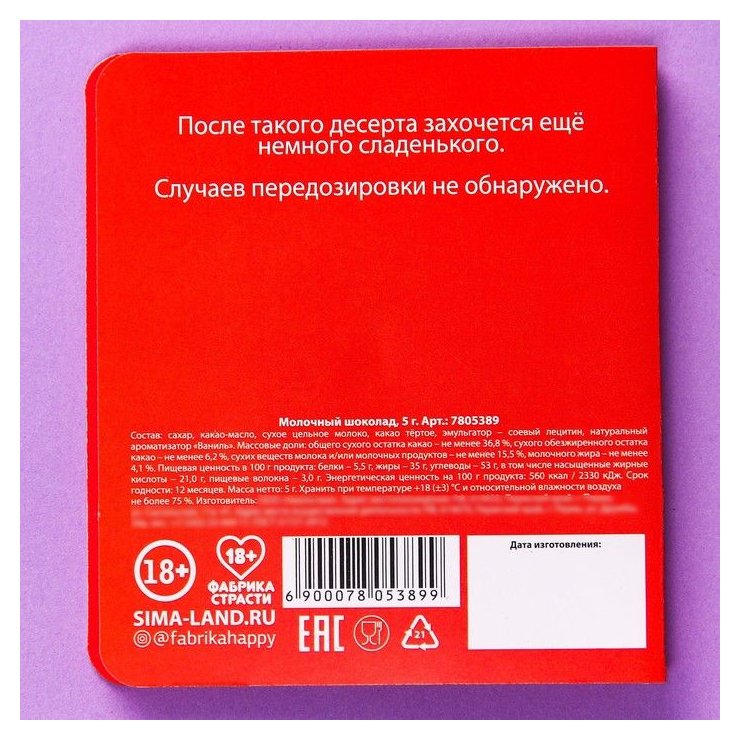 После такого десерта захочется ещё
немного сладенького.
Случаев передозировки не обнаружено.
Молочный шоколад, 5 г. Арт.: 7805389
Состав: сахар, какао-масло, сухое цельное молоко, какао тёртое, эмульгатор – соевый лецитин, натуральный
ароматизатор «Ваниль». Массовые доли: общего сухого остатка какао – не менее 36,8 %, сухого обезжиренного остатка
какао – не менее 6,2 %, сухих веществ молока и/или молочных продуктов – не менее 15,5 %, молочного жира – не менее
4,1 %. Пищевая ценность в 100 г продукта: белки – 5,5 г, жиры – 35 г, углеводы – 53 г, в том числе насыщенные жирные
кислоты – 21,0 г, пищевые волокна – 3,0 г. Энергетическая ценность на 100 г продукта: 560 ккал / 2330 кДж. Срок
годности: 12 месяцев. Масса нетто: 5 г. Хранить при температуре +18 (±3) °С и относительной влажности воздуха
не более 75 %. Изготовитель:
18+
18+
ФАБРИКА
СТРАСТИ
SIMA-LAND.RU
@fabrikahappy
6 900078 053899
EAC
21
Дата изготовления: